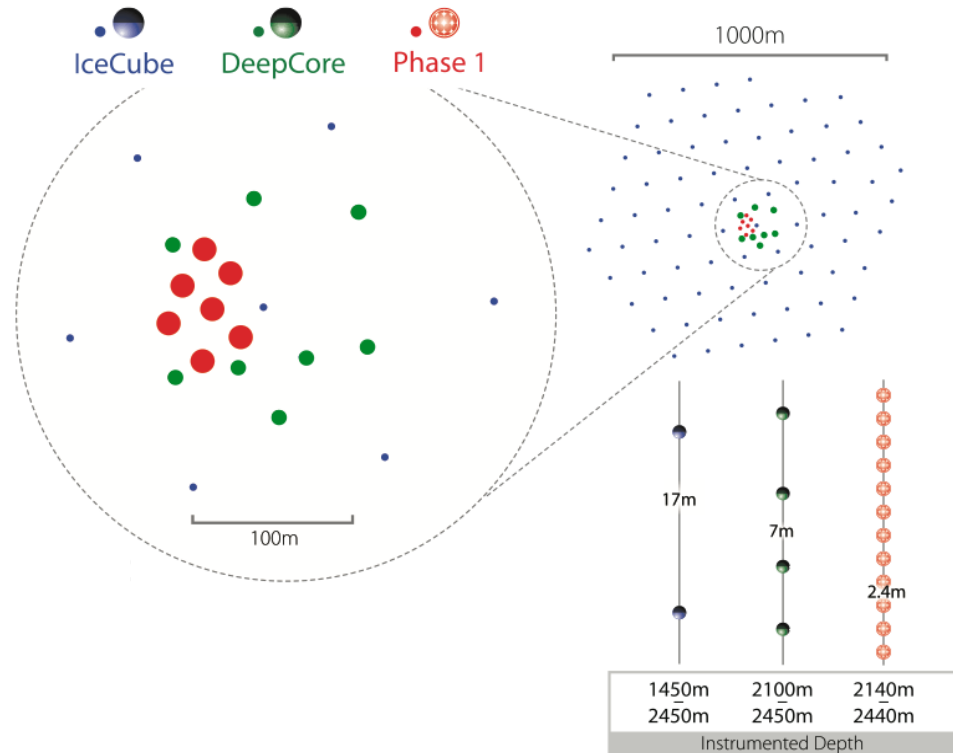 IceCube DeepCore Phase 1
1000m
100m
17m
7m
2.4m
1450m 2100m 2140m
– – –
2450m 2450m 2440m
Instrumented Depth